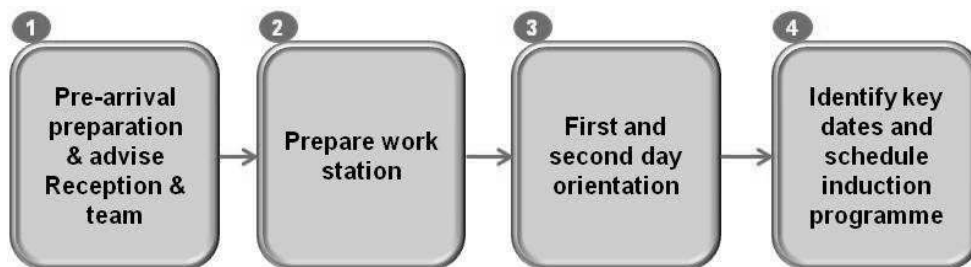 1
Pre-arrival
preparation
& advise
Reception &
team
2
Prepare work
station
3
First and
second day
orientation
4
Identify key
dates and
schedule
induction
programme